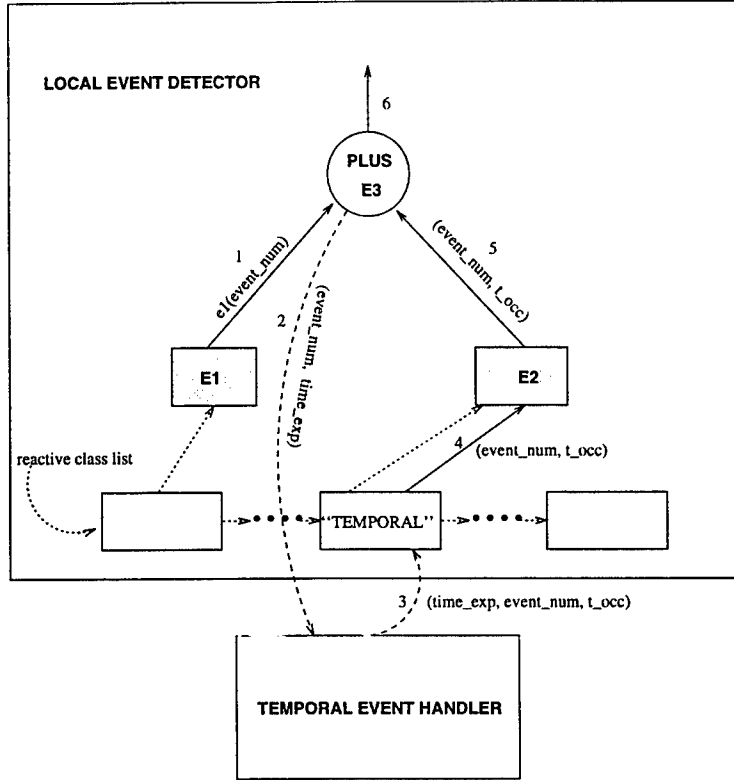 LOCAL EVENT DETECTOR
6
PLUS
E3
1
e1(event_num)
5
(event_num, t_occ)
2
(event_num, time_exp)
E1
E2
4
(event_num, t_occ)
reactive class list
"TEMPORAL"
3
(time_exp, event_num, t_occ)
TEMPORAL EVENT HANDLER